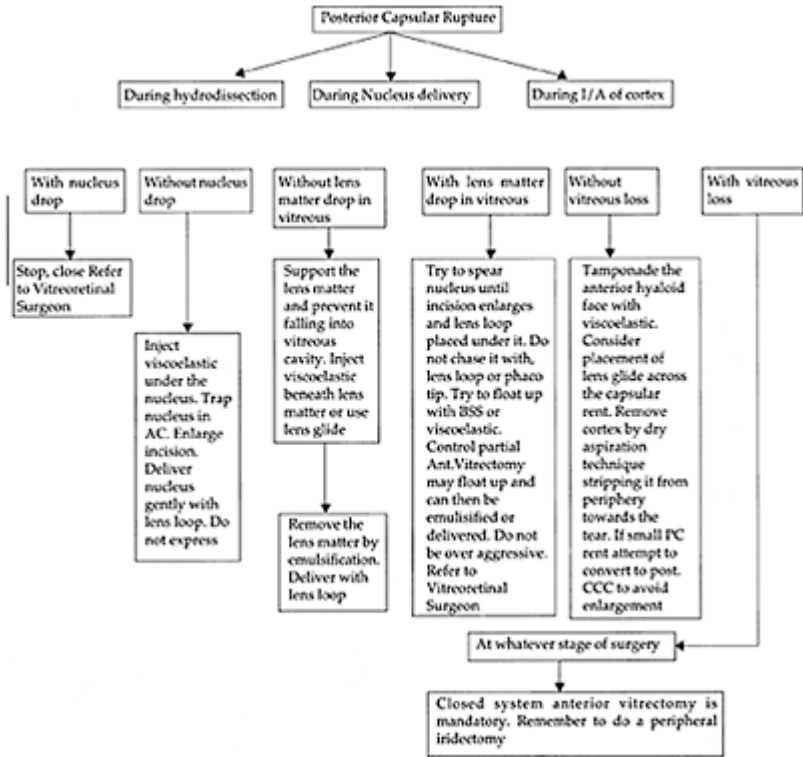 Posterior Capsular Rupture
During hydrodissection
During Nucleus delivery
During I/A of cortex
With nucleus
drop
Without nucleus
drop
Without lens
matter drop in
vitreous
With lens matter
drop in vitreous
Without
vitreous loss
With vitreous
loss
Stop, close Refer
to Vitreoretinal
Surgeon
Inject
viscoelastic
under the
nucleus. Trap
nucleus in
AC. Enlarge
incision.
Deliver
nucleus
gently with
lens loop. Do
not express
Support the
lens matter
and prevent it
falling into
vitreous
cavity. Inject
viscoelastic
beneath lens
matter or use
lens glide
Remove the
lens matter by
emulsification.
Deliver with
lens loop
Try to spear
nucleus until
incision enlarges
and lens loop
placed under it. Do
not chase it with,
lens loop or phaco
tip. Try to float up
with BSS or
viscoelastic.
Control partial
Ant.Vitrectomy
may float up and
can then be
emulisified or
delivered. Do not
be over aggressive.
Refer to
Vitreoretinal
Surgeon
Tamponade the
anterior hyaloid
face with
viscoelastic.
Consider
placement of
lens glide across
the capsular
rent. Remove
cortex by dry
aspiration
technique
stripping it from
periphery
towards the
tear. If small PC
rent attempt to
convert to post.
CCC to avoid
enlargement
At whatever stage of surgery
Closed system anterior vitrectomy is
mandatory. Remember to do a peripheral
iridectomy